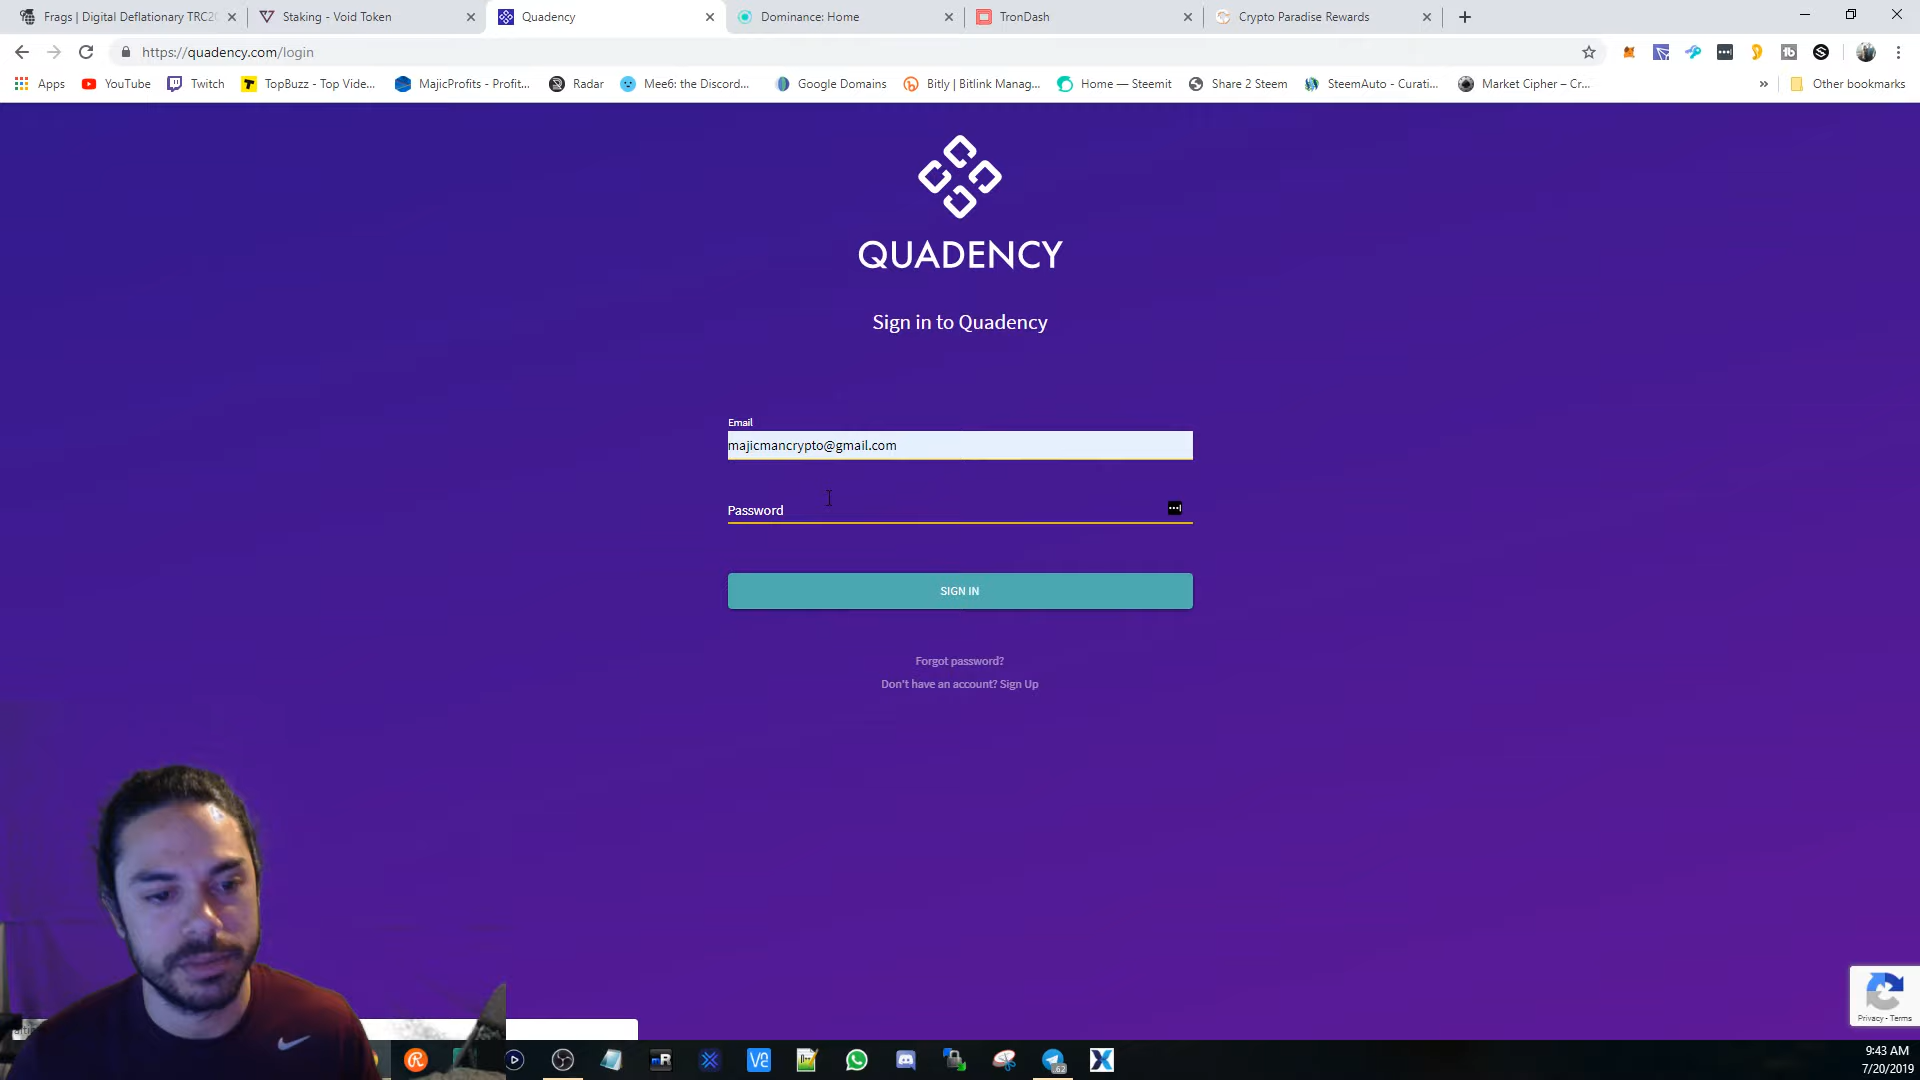 Frags | Digital Deflationary TRC20
Staking - Void Token
Quadency
Dominance: Home
TronDash
Crypto Paradise Rewards
https://quadency.com/login
Apps
YouTube
Twitch
TopBuzz - Top Vide...
MajicProfits - Profit...
Radar
Mee6: the Discord...
Google Domains
Bitly | Bitlink Manag...
Home — Steemit
Share 2 Steem
SteemAuto - Curati...
Market Cipher – Cr...
»
Other bookmarks
QUADENCY
Sign in to Quadency
Email
majicmancrypto@gmail.com
Password
SIGN IN
Forgot password?
Don't have an account? Sign Up
Privacy - Terms
9:43 AM
7/20/2019